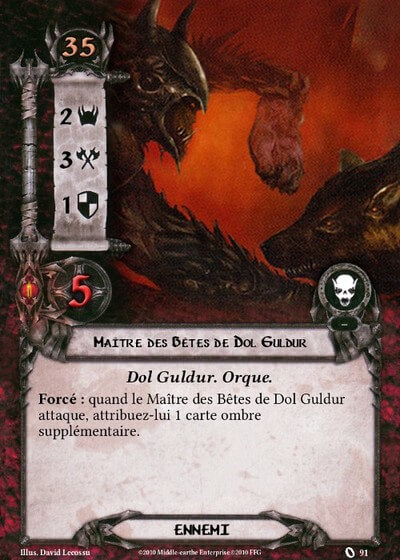 35
2
3
1
5
Maître des Bêtes de Dol Guldur
Dol Guldur. Orque.
Forcé : quand le Maître des Bêtes de Dol Guldur
attaque, attribuez-lui 1 carte ombre
supplémentaire.
ENNEMI
Illus. David Lecossu
©2010 Middle-earthe Enterprise ©2010 FFG
91